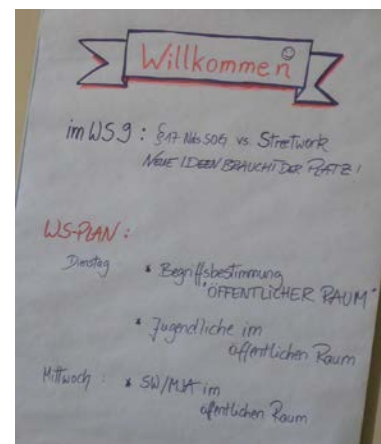 Willkommen
im WS 9 : §17 Nds SOG vs. Streetwork
NEUE IDEEN BRAUCHT DER PLATZ!
WS-PLAN :
Dienstag * Begriffsbestimmung
"ÖFFENTLICHER RAUM"
* Jugendliche im
öffentlichen Raum
Mittwoch : * SW/MJA im
öffentlichen Raum